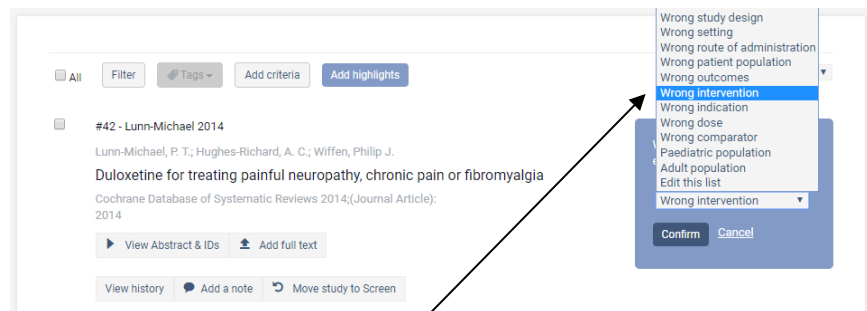 Wrong study design
Wrong setting
Wrong route of administration
Wrong patient population
Wrong outcomes
Wrong intervention
Wrong indication
Wrong dose
Wrong comparator
Paediatric population
Adult population
Edit this list
All
Filter
Tags
Add criteria
Add highlights
#42 - Lunn-Michael 2014
Lunn-Michael, P. T.; Hughes-Richard, A. C.; Wiffen, Philip J.
Duloxetine for treating painful neuropathy, chronic pain or fibromyalgia
Cochrane Database of Systematic Reviews 2014;(Journal Article):
2014
View Abstract & IDs
Add full text
View history
Add a note
Move study to Screen
Wrong intervention
Confirm
Cancel